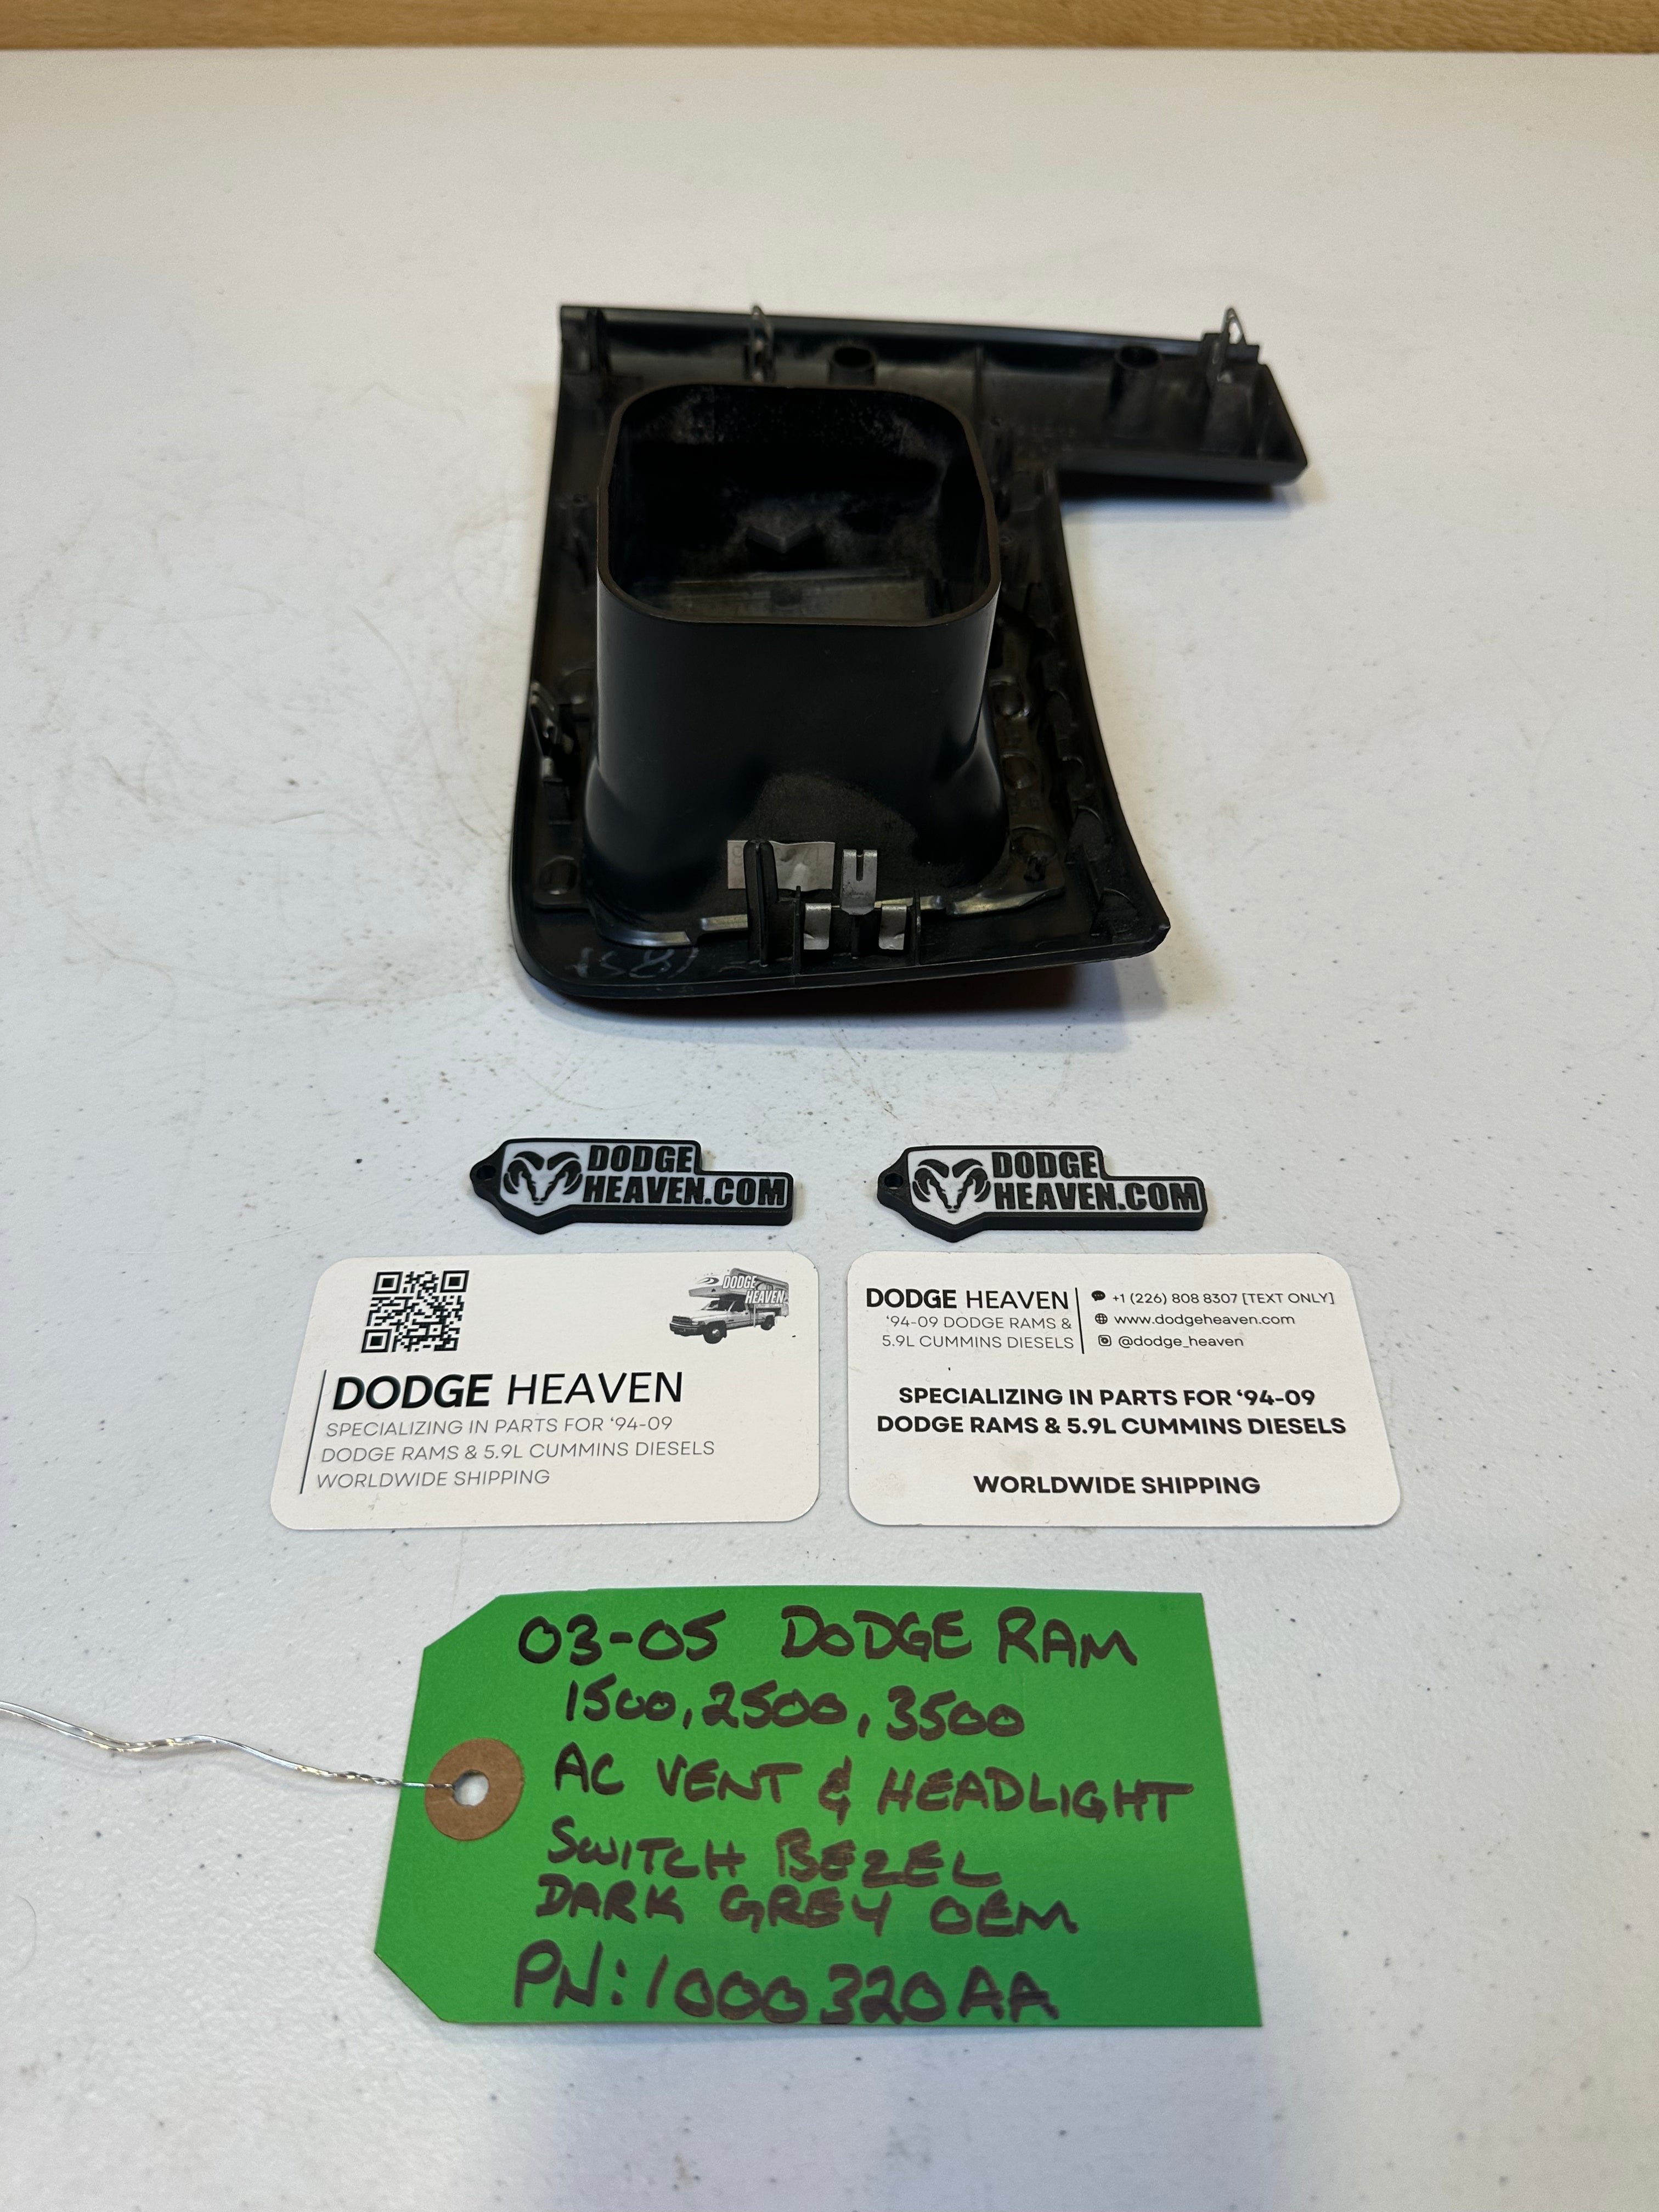 DODGE
HEAVEN.COM
DODGE
HEAVEN.COM
DODGE
HEAVEN
DODGE HEAVEN
SPECIALIZING IN PARTS FOR ‘94-09
DODGE RAMS & 5.9L CUMMINS DIESELS
WORLDWIDE SHIPPING
DODGE HEAVEN
‘94-09 DODGE RAMS &
5.9L CUMMINS DIESELS
+1 (226) 808 8307 [TEXT ONLY]
www.dodgeheaven.com
@dodge_heaven
SPECIALIZING IN PARTS FOR ‘94-09
DODGE RAMS & 5.9L CUMMINS DIESELS
WORLDWIDE SHIPPING
03-05 DODGE RAM
1500, 2500, 3500
AC VENT & HEADLIGHT
SWITCH BEZEL
DARK GREY OEM
PN: 1000320AA